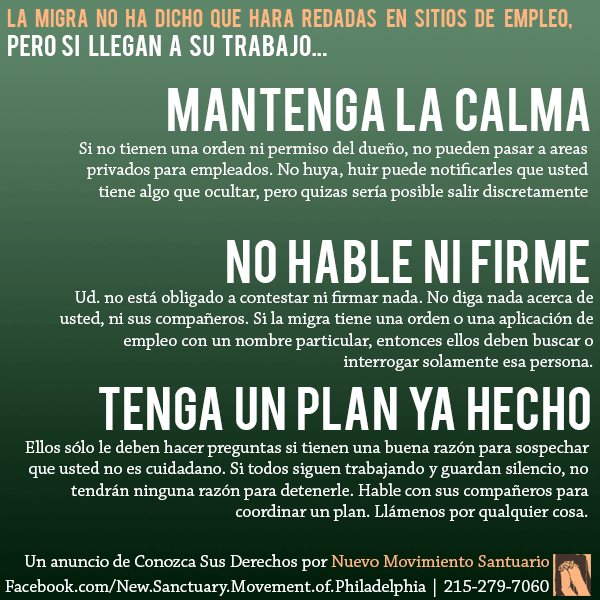 LA MIGRA NO HA DICHO QUE HARA REDADAS EN SITIOS DE EMPLEO,
PERO SI LLEGAN A SU TRABAJO...
MANTENGA LA CALMA
Si no tienen una orden ni permiso del dueño, no pueden pasar a areas
privados para empleados. No huya, huir puede notificarles que usted
tiene algo que ocultar, pero quizas sería posible salir discretamente
NO HABLE NI FIRME
Ud. no está obligado a contestar ni firmar nada. No diga nada acerca de
usted, ni sus compañeros. Si la migra tiene una orden o una aplicación de
empleo con un nombre particular, entonces ellos deben buscar o
interrogar solamente esa persona.
TENGA UN PLAN YA HECHO
Ellos sólo le deben hacer preguntas si tienen una buena razón para sospechar
que usted no es cuidadano. Si todos siguen trabajando y guardan silencio, no
tendrán ninguna razón para detenerle. Hable con sus compañeros para
coordinar un plan. Llámenos por qualquier cosa.
Un anuncio de Conozca Sus Derechos por Nuevo Movimiento Santuario
Facebook.com/New.Sanctuary.Movement.of.Philadelphia | 215-279-7060